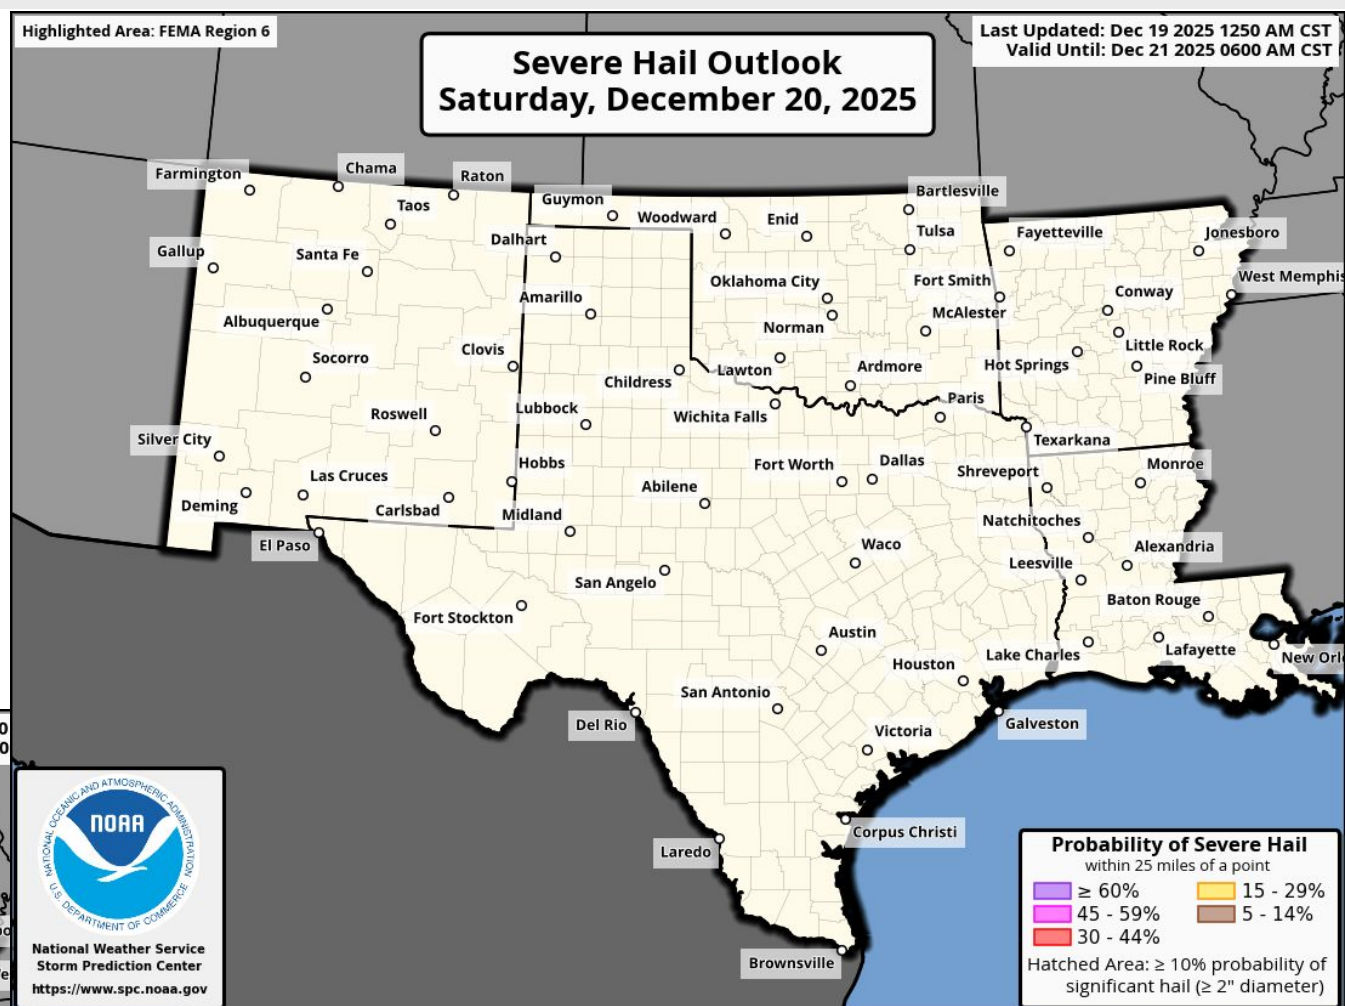 Highlighted Area: FEMA Region 6
Severe Hail Outlook
Saturday, December 20, 2025
Last Updated: Dec 19 2025 1250 AM CST
Valid Until: Dec 21 2025 0600 AM CST
Farmington
Chama
Raton
Taos
Guymon
Woodward
Enid
Bartlesville
Tulsa
Fayetteville
Jonesboro
Gallup
Santa Fe
Dalhart
Oklahoma City
Fort Smith
West Memphis
Albuquerque
Amarillo
Norman
McAlester
Conway
Little Rock
Socorro
Clovis
Childress
Lawton
Ardmore
Hot Springs
Pine Bluff
Roswell
Lubbock
Wichita Falls
Paris
Silver City
Texarkana
Las Cruces
Hobbs
Abilene
Fort Worth
Dallas
Shreveport
Monroe
Deming
Carlsbad
Midland
Natchitoches
El Paso
San Angelo
Waco
Leesville
Alexandria
Fort Stockton
Austin
Baton Rouge
Houston
Lake Charles
Lafayette
New Orl
San Antonio
Del Rio
Victoria
Galveston
Corpus Christi
Laredo
Brownsville
NATIONAL OCEANIC AND ATMOSPHERIC ADMINISTRATION
NOAA
U.S. DEPARTMENT OF COMMERCE
National Weather Service
Storm Prediction Center
https://www.spc.noaa.gov
Probability of Severe Hail
within 25 miles of a point
≥ 60% 15 - 29%
45 - 59% 5 - 14%
30 - 44%
Hatched Area: ≥ 10% probability of
significant hail (≥ 2" diameter)